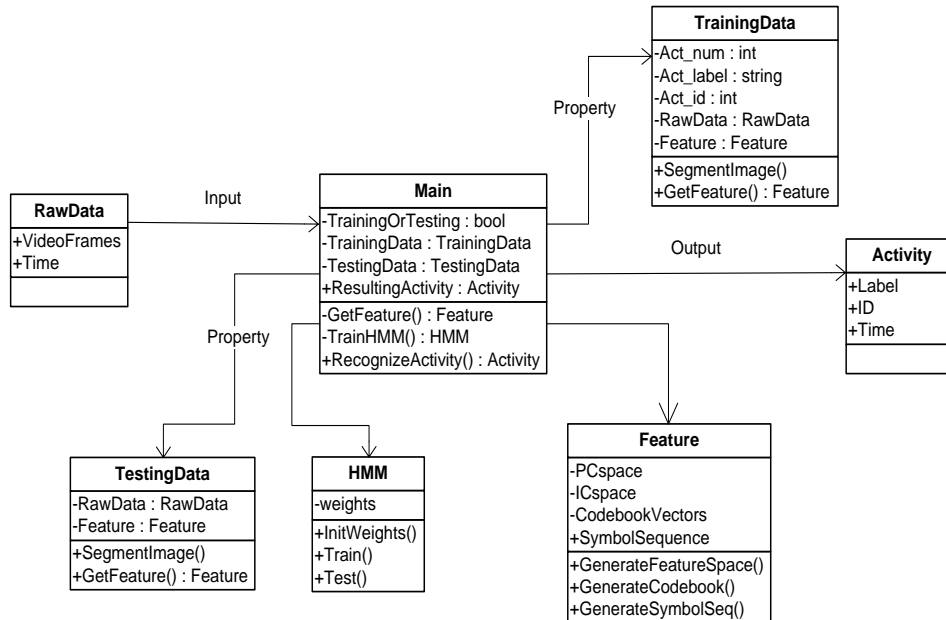 TrainingData
-Act_num : int
-Act_label : string
-Act_id : int
-RawData : RawData
-Feature : Feature
+SegmentImage()
+GetFeature() : Feature
Property
Input
RawData
+VideoFrames
+Time
Main
-TrainingOrTesting : bool
-TrainingData : TrainingData
-TestingData : TestingData
+ResultingActivity : Activity
-GetFeature() : Feature
-TrainHMM() : HMM
+RecognizeActivity() : Activity
Output
Activity
+Label
+ID
+Time
Property
TestingData
-RawData : RawData
-Feature : Feature
+SegmentImage()
+GetFeature() : Feature
HMM
-weights
+InitWeights()
+Train()
+Test()
Feature
-PCspace
-ICspace
-CodebookVectors
+SymbolSequence
+GenerateFeatureSpace()
+GenerateCodebook()
+GenerateSymbolSeq()